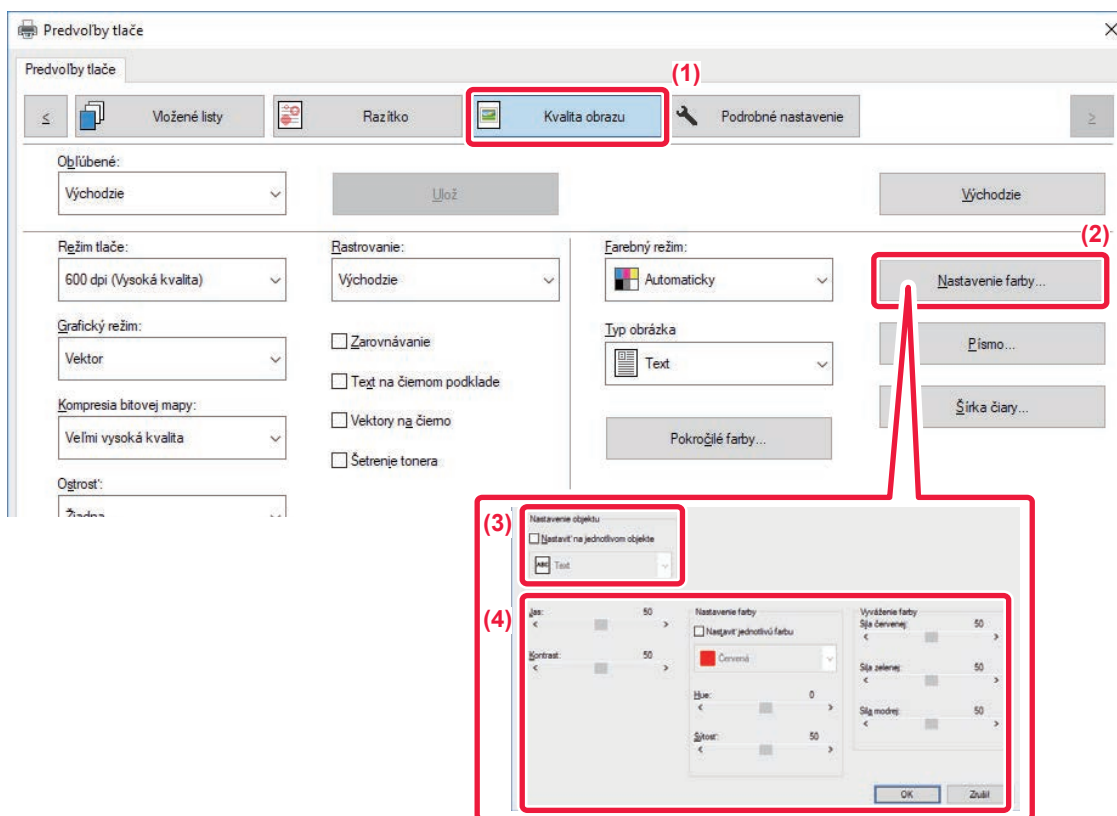 Predvoľby tlače
Predvoľby tlače
(1)
<
Vložené listy
Razítko
Kvalita obrazu
Podrobné nastavenie
>
Obľúbené:
Východzie
Ulož
Východzie
(2)
Režim tlače:
600 dpi (Vysoká kvalita)
Rastrovanie:
Východzie
Farebný režim:
Automaticky
Nastavenie farby...
Grafický režim:
Vektor
Zarovnávanie
Text na čiernom podklade
Typ obrázka
Text
Písmo...
Kompresia bitovej mapy:
Veľmi vysoká kvalita
Vektory na čierno
Šetrenie tonera
Pokročilé farby...
Šírka čiary...
Ostrosť:
Žiadna
(3)
Nastavenie objektu
Nastaviť na jednotlivom objekte
ABC Text
(4)
Jas: 50
< >
Kontrast: 50
< >
Nastavenie farby
Nastaviť jednotlivú farbu
Červená
Hue: 0
< >
Sýtosť: 50
< >
Vyváženie farby
Sila červenej: 50
< >
Sila zelenej: 50
< >
Sila modrej: 50
< >
OK
Zrušiť